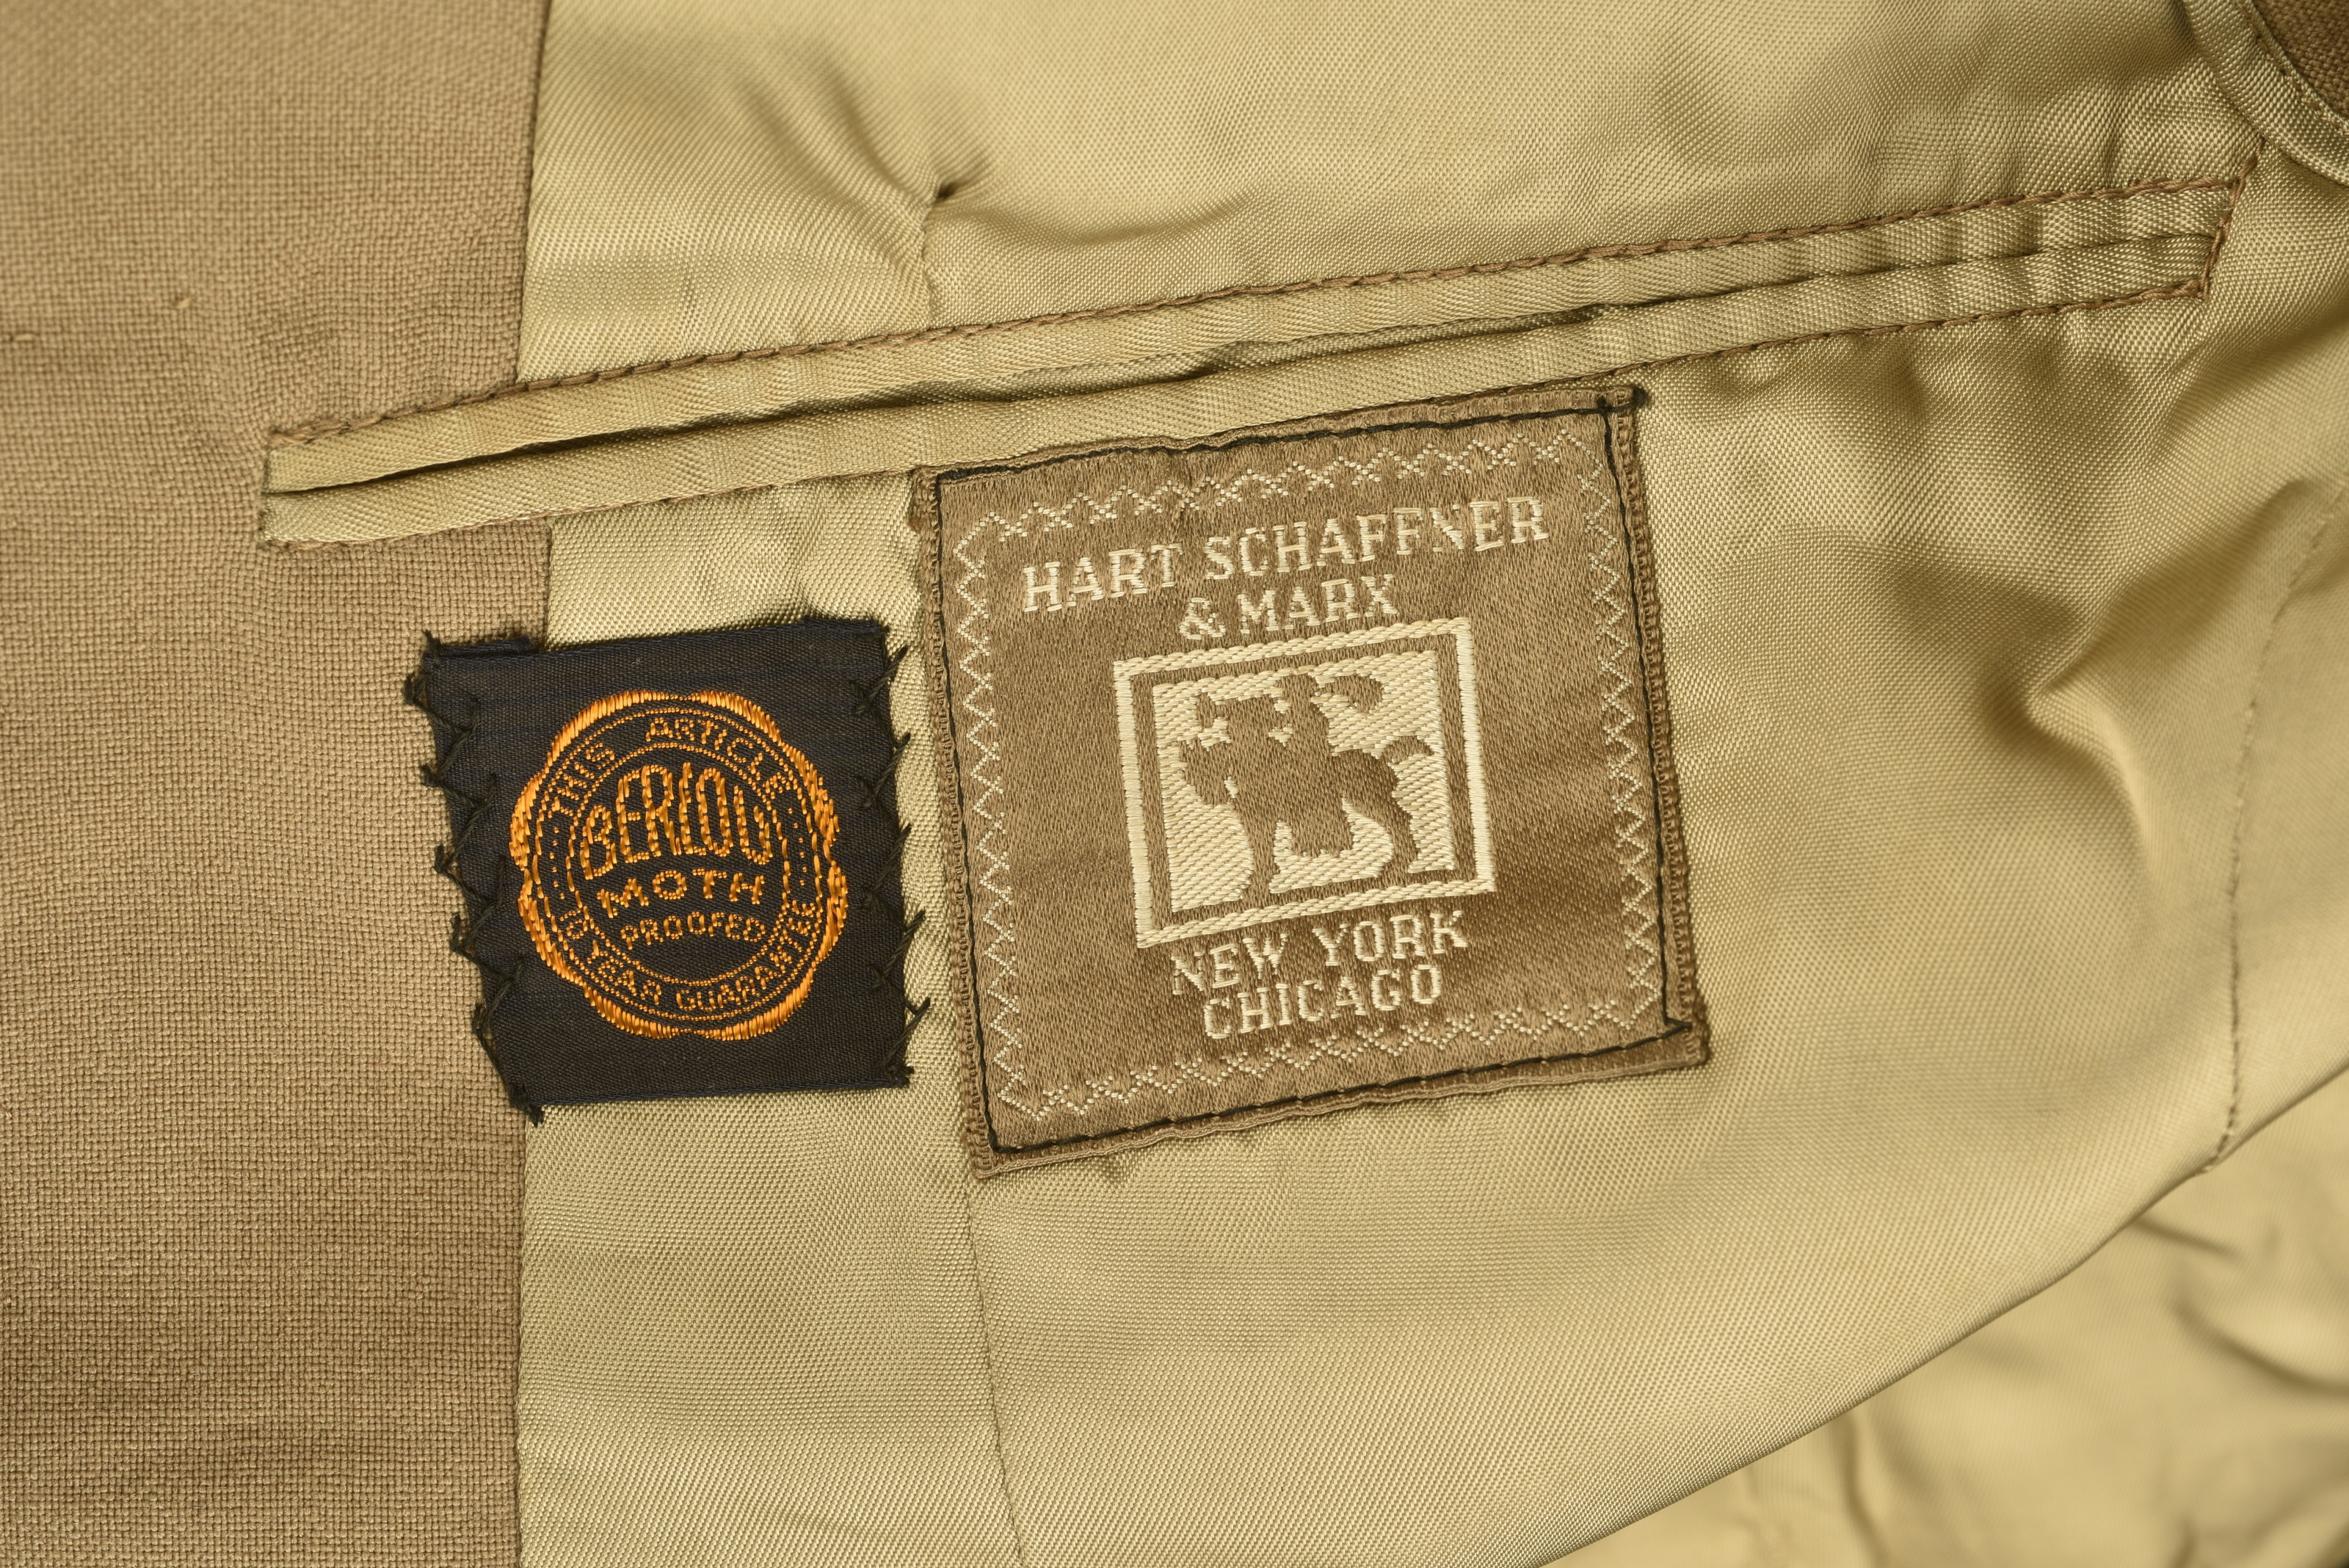 THIS ARTICLE
BERLOU
MOTH
PROOFED
10 YEAR GUARANTEE
HART SCHAFFNER
& MARX
NEW YORK
CHICAGO